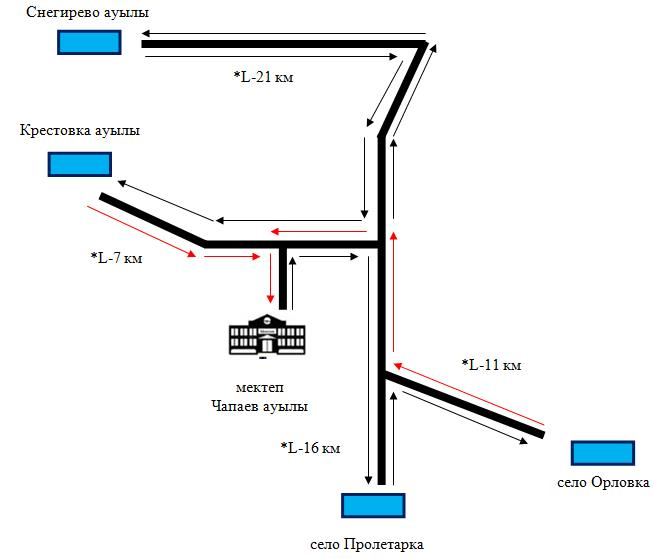 Снегирево ауылы
*L-21 км
Крестовка ауылы
*L-7 км
мектеп
Чапаев ауылы
*L-11 км
*L-16 км
село Орловка
село Пролетарка